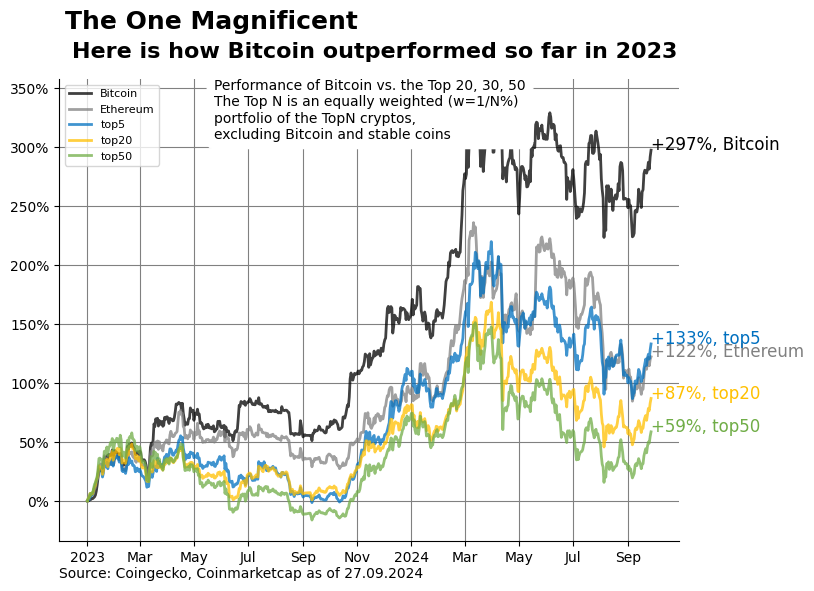 The One Magnificent
Here is how Bitcoin outperformed so far in 2023
350%
300%
250%
200%
150%
100%
50%
0%
Bitcoin
Ethereum
top5
top20
top50
Performance of Bitcoin vs. the Top 20, 30, 50
The Top N is an equally weighted (w=1/N%)
portfolio of the TopN cryptos,
excluding Bitcoin and stable coins
+297%, Bitcoin
+133%, top5
+122%, Ethereum
+87%, top20
+59%, top50
2023 Mar May Jul Sep Nov 2024 Mar May Jul Sep
Source: Coingecko, Coinmarketcap as of 27.09.2024